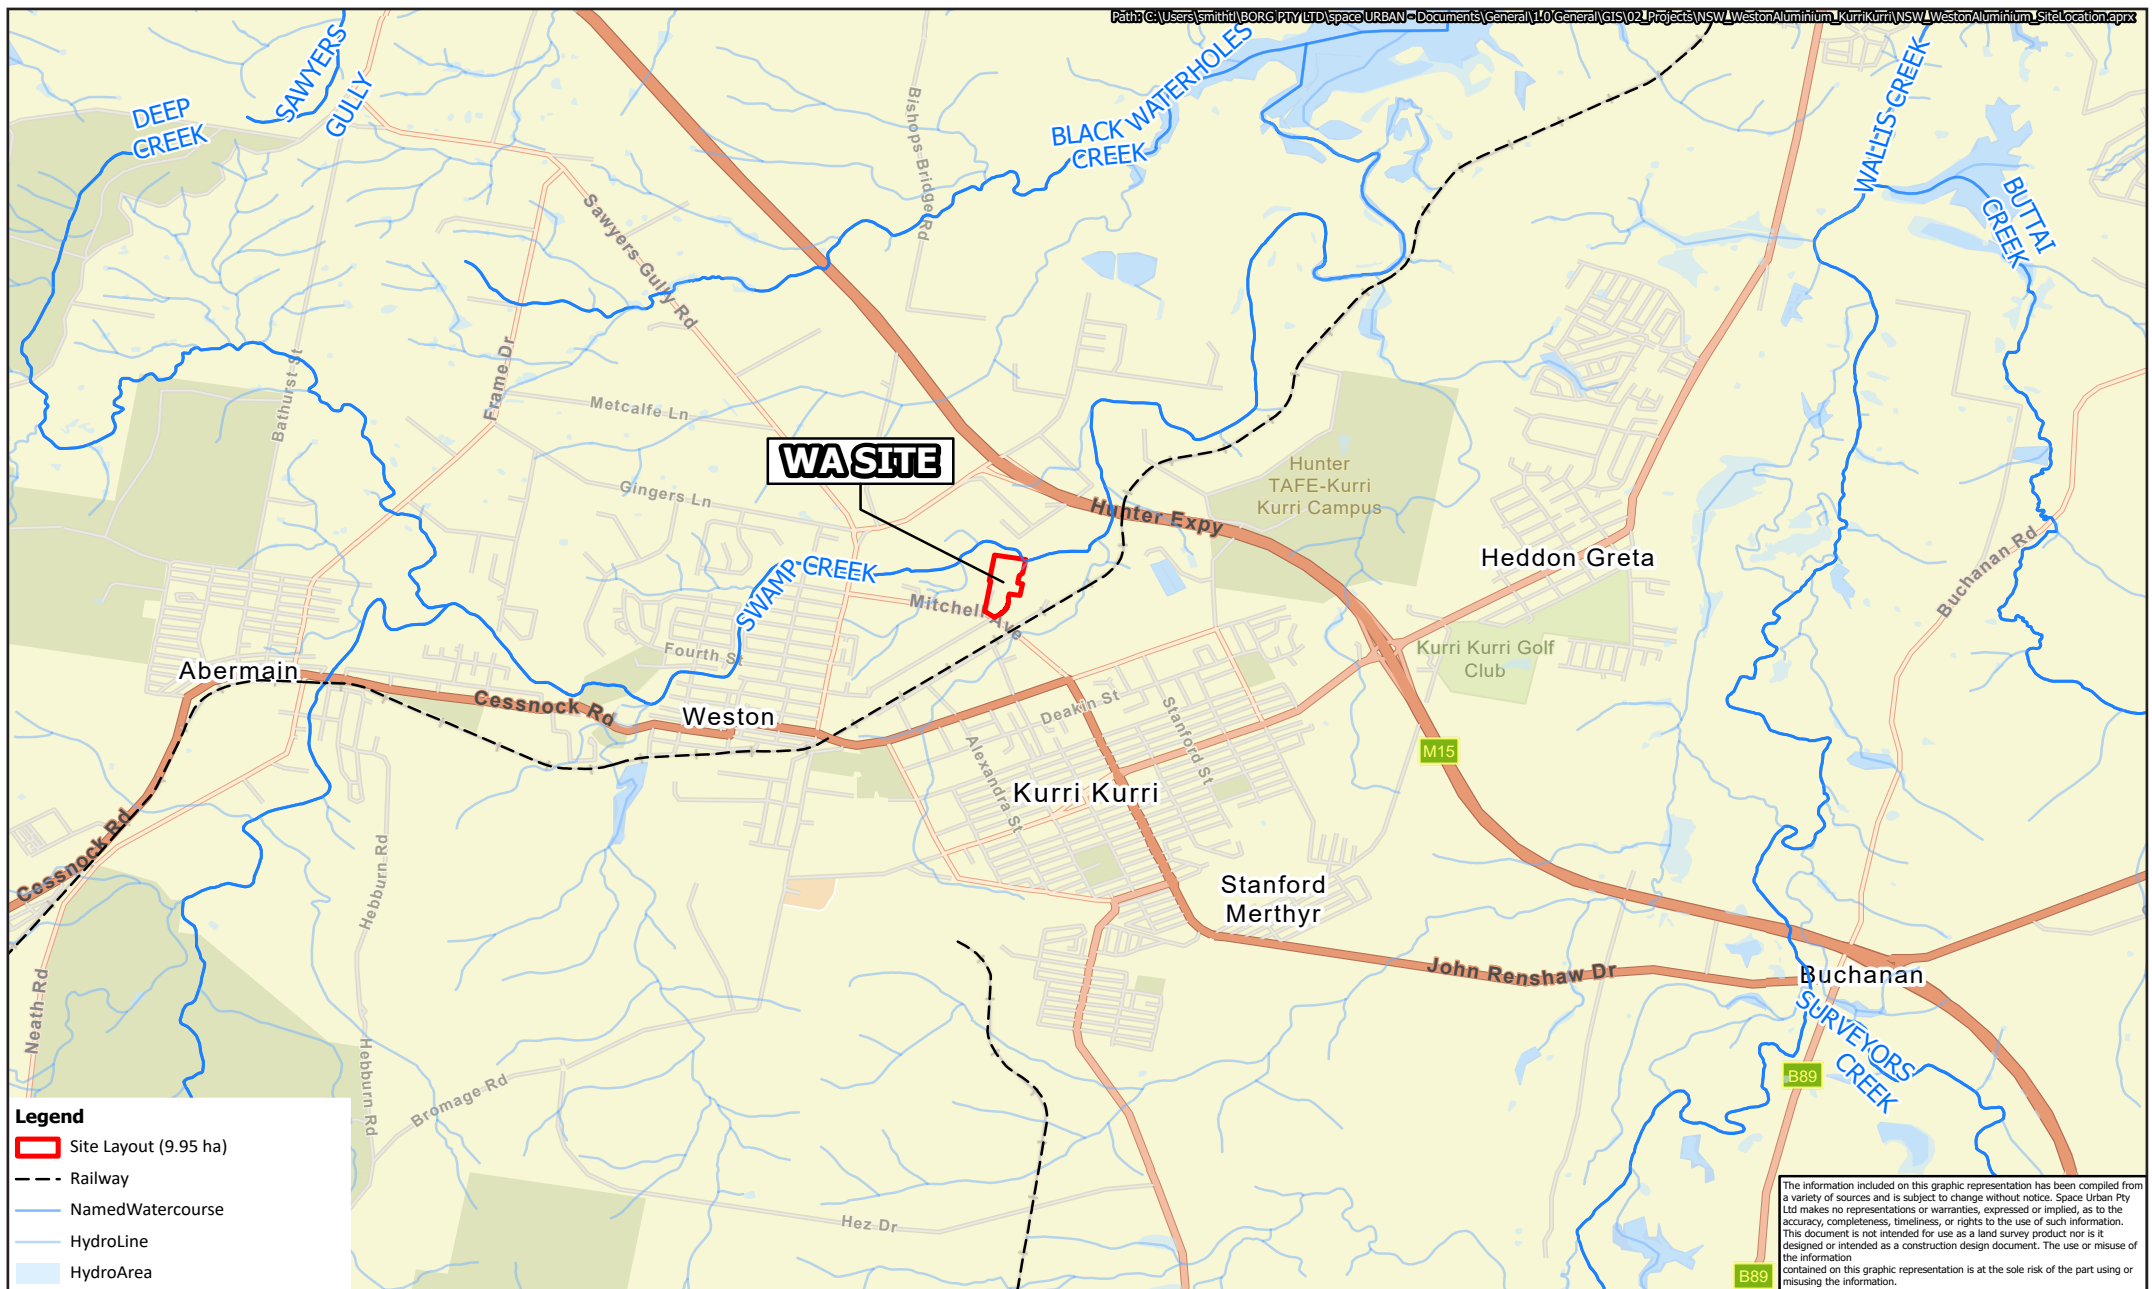 Path: C:\Users\smithtl\BORG PTY LTD\space URBAN - Documents\General\1.0 General\GIS\02_Projects\NSW_WestonAluminium_KurriKurri\NSW_WestonAluminium_SiteLocation.aprx
SAWYERS
GULLY
DEEP
CREEK
BLACK WATERHOLES
CREEK
WALLIS CREEK
BUTTAI
CREEK
Bishops Bridge Rd
Sawyers Gully Rd
Bathurst St
Frame Dr
Metcalfe Ln
WA SITE
Gingers Ln
Hunter
TAFE-Kurri
Kurri Campus
Hunter Expy
Heddon Greta
Buchanan Rd
SWAMP CREEK
Mitchell Ave
Fourth St
Kurri Kurri Golf
Club
Abermain
Cessnock Rd
Weston
Deakin St
Stanford St
Alexandra St
M15
Kurri Kurri
Cessnock Rd
Hebburn Rd
Stanford
Merthyr
Neath Rd
John Renshaw Dr
Buchanan
SURVEYORS
CREEK
B89
Hebburn Rd
Bromage Rd
Hez Dr
B89
Legend
Site Layout (9.95 ha)
Railway
NamedWatercourse
HydroLine
HydroArea
The information included on this graphic representation has been compiled from
a variety of sources and is subject to change without notice. Space Urban Pty
Ltd makes no representations or warranties, expressed or implied, as to the
accuracy, completeness, timeliness, or rights to the use of such information.
This document is not intended for use as a land survey product nor is it
designed or intended as a construction design document. The use or misuse of
the information
contained on this graphic representation is at the sole risk of the part using or
misusing the information.